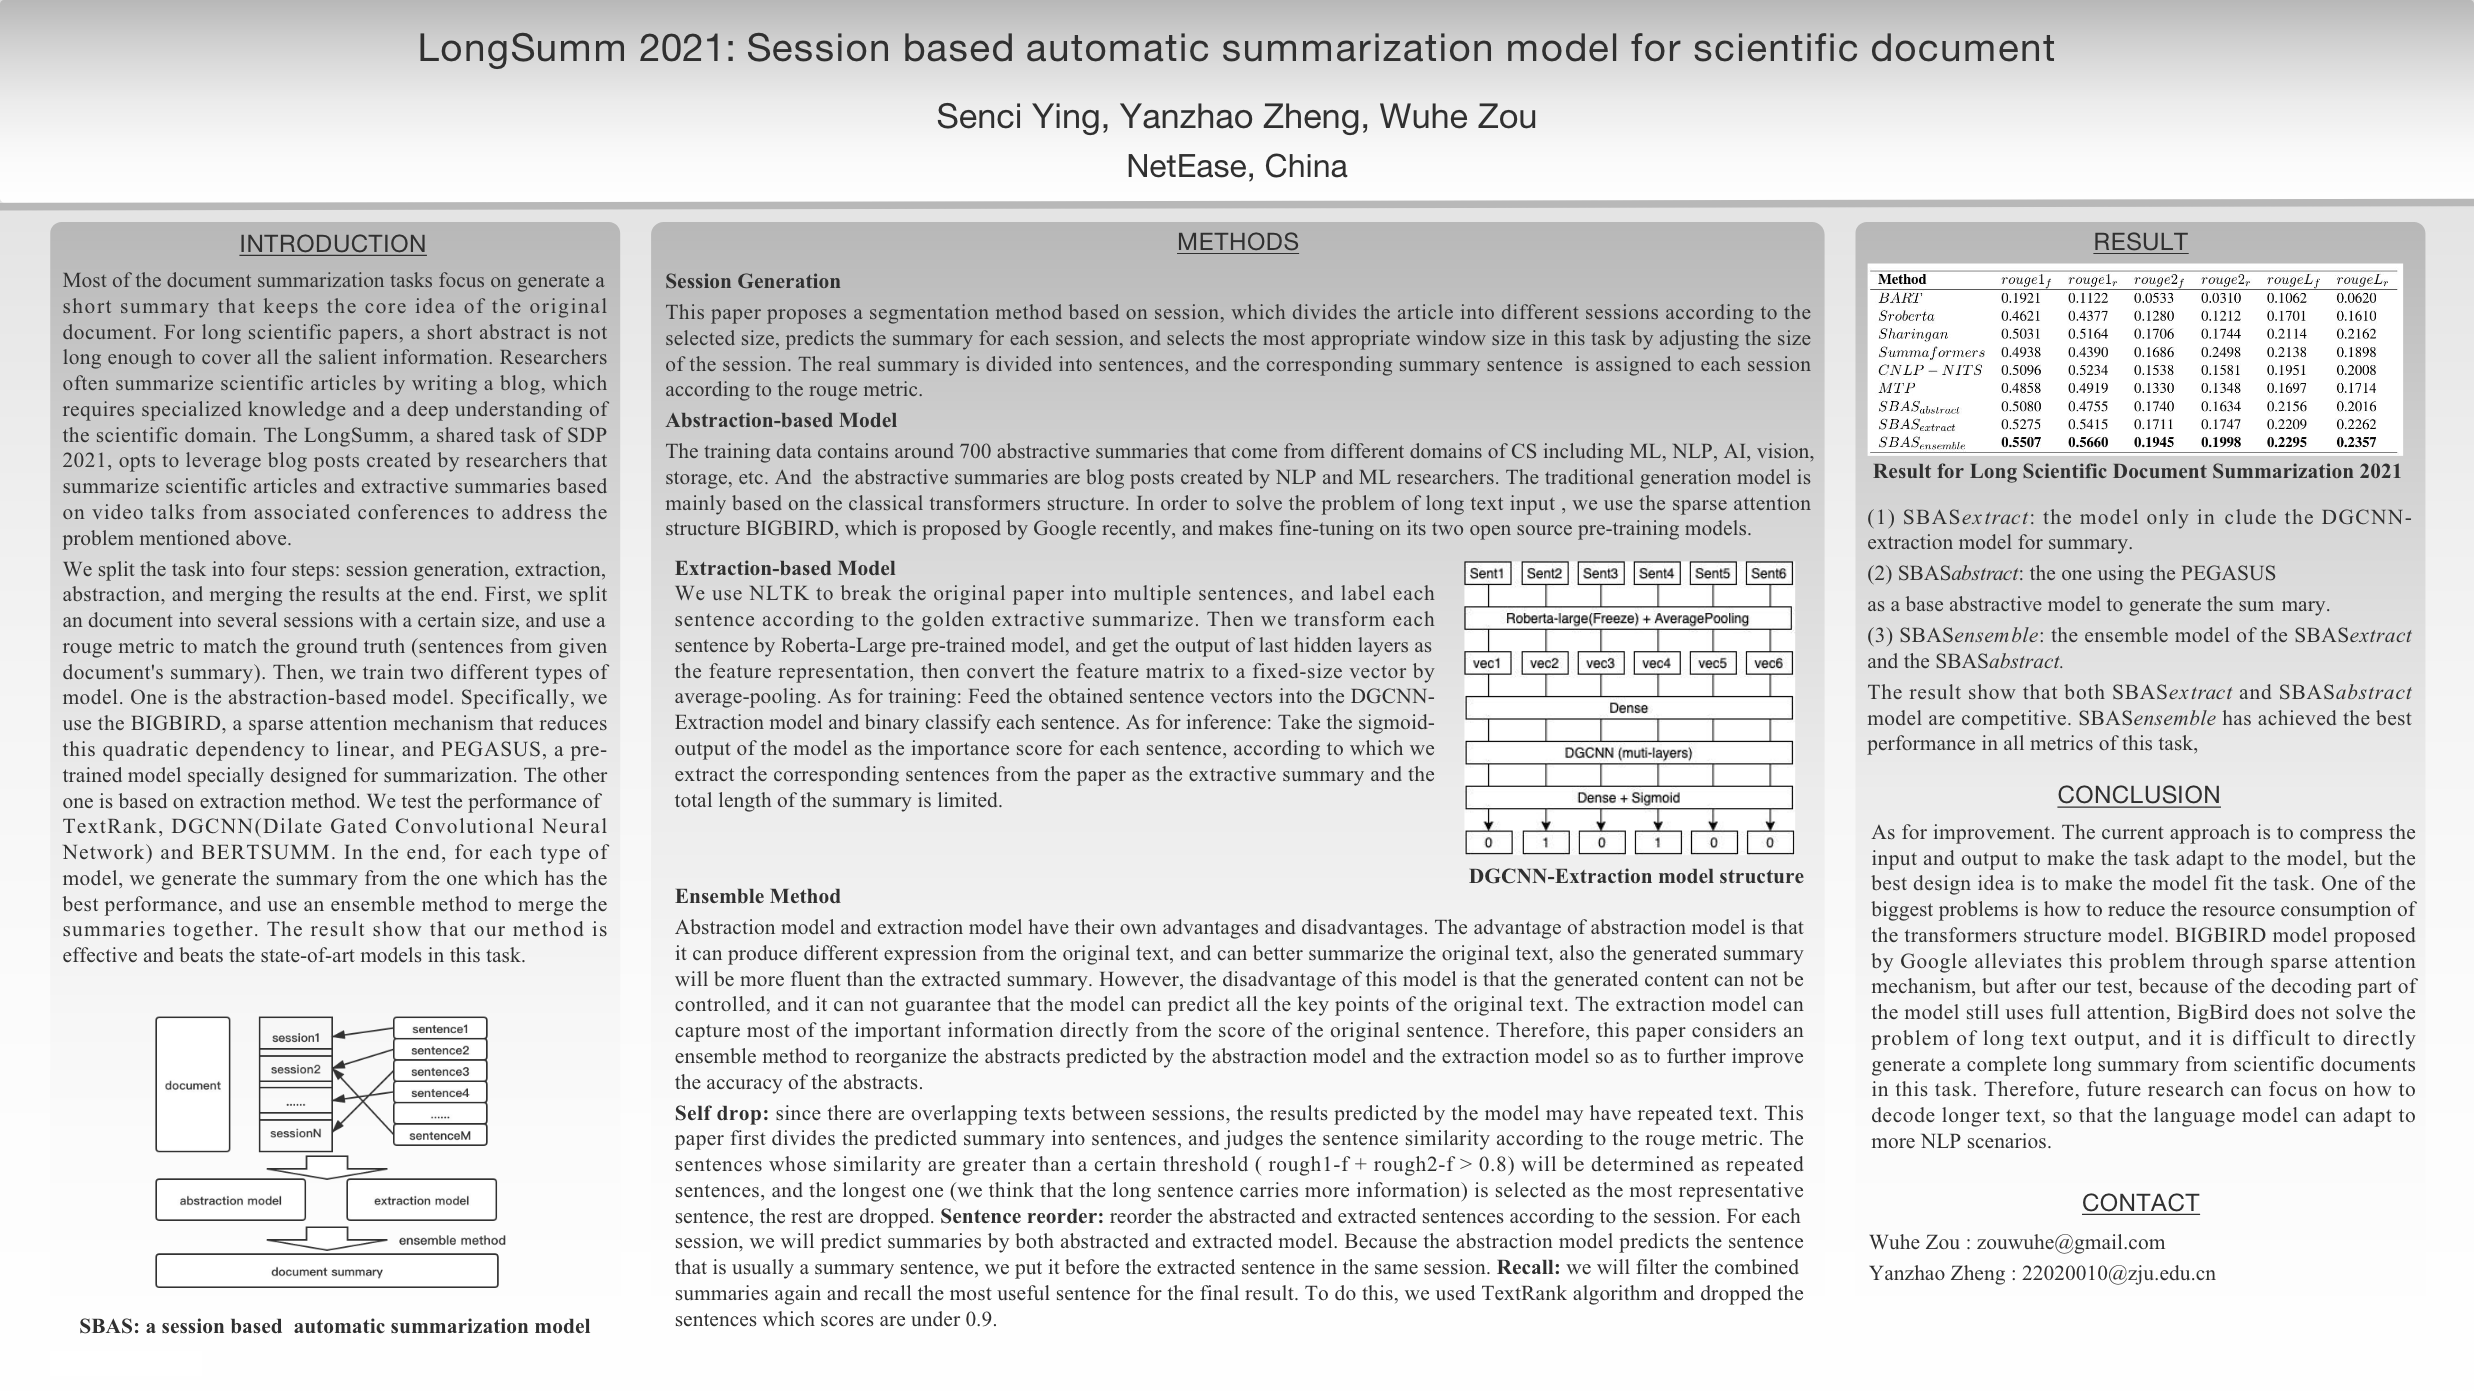 LongSumm 2021: Session based automatic summarization model for scientific document
Senci Ying, Yanzhao Zheng, Wuhe Zou
NetEase, China
INTRODUCTION
Most of the document summarization tasks focus on generate a
short summary that keeps the core idea of the original
document. For long scientific papers, a short abstract is not
long enough to cover all the salient information. Researchers
often summarize scientific articles by writing a blog, which
requires specialized knowledge and a deep understanding of
the scientific domain. The LongSumm, a shared task of SDP
2021, opts to leverage blog posts created by researchers that
summarize scientific articles and extractive summaries based
on video talks from associated conferences to address the
problem mentioned above.
We split the task into four steps: session generation, extraction,
abstraction, and merging the results at the end. First, we split
an document into several sessions with a certain size, and use a
rouge metric to match the ground truth (sentences from given
document's summary). Then, we train two different types of
model. One is the abstraction-based model. Specifically, we
use the BIGBIRD, a sparse attention mechanism that reduces
this quadratic dependency to linear, and PEGASUS, a pre-
trained model specially designed for summarization. The other
one is based on extraction method. We test the performance of
TextRank, DGCNN(Dilate Gated Convolutional Neural
Network) and BERTSUMM. In the end, for each type of
model, we generate the summary from the one which has the
best performance, and use an ensemble method to merge the
summaries together. The result show that our method is
effective and beats the state-of-art models in this task.
document
session1
session2
......
sessionN
sentence1
sentence2
sentence3
sentence4
......
sentenceM
abstraction model
extraction model
ensemble method
document summary
SBAS: a session based automatic summarization model
METHODS
Session Generation
This paper proposes a segmentation method based on session, which divides the article into different sessions according to the
selected size, predicts the summary for each session, and selects the most appropriate window size in this task by adjusting the size
of the session. The real summary is divided into sentences, and the corresponding summary sentence is assigned to each session
according to the rouge metric.
Abstraction-based Model
The training data contains around 700 abstractive summaries that come from different domains of CS including ML, NLP, AI, vision,
storage, etc. And the abstractive summaries are blog posts created by NLP and ML researchers. The traditional generation model is
mainly based on the classical transformers structure. In order to solve the problem of long text input , we use the sparse attention
structure BIGBIRD, which is proposed by Google recently, and makes fine-tuning on its two open source pre-training models.
Extraction-based Model
We use NLTK to break the original paper into multiple sentences, and label each
sentence according to the golden extractive summarize. Then we transform each
sentence by Roberta-Large pre-trained model, and get the output of last hidden layers as
the feature representation, then convert the feature matrix to a fixed-size vector by
average-pooling. As for training: Feed the obtained sentence vectors into the DGCNN-
Extraction model and binary classify each sentence. As for inference: Take the sigmoid-
output of the model as the importance score for each sentence, according to which we
extract the corresponding sentences from the paper as the extractive summary and the
total length of the summary is limited.
Sent1 Sent2 Sent3 Sent4 Sent5 Sent6
Roberta-large(Freeze) + AveragePooling
vec1 vec2 vec3 vec4 vec5 vec6
Dense
DGCNN (muti-layers)
Dense + Sigmoid
0 1 0 1 0 0
DGCNN-Extraction model structure
Ensemble Method
Abstraction model and extraction model have their own advantages and disadvantages. The advantage of abstraction model is that
it can produce different expression from the original text, and can better summarize the original text, also the generated summary
will be more fluent than the extracted summary. However, the disadvantage of this model is that the generated content can not be
controlled, and it can not guarantee that the model can predict all the key points of the original text. The extraction model can
capture most of the important information directly from the score of the original sentence. Therefore, this paper considers an
ensemble method to reorganize the abstracts predicted by the abstraction model and the extraction model so as to further improve
the accuracy of the abstracts.
Self drop: since there are overlapping texts between sessions, the results predicted by the model may have repeated text. This
paper first divides the predicted summary into sentences, and judges the sentence similarity according to the rouge metric. The
sentences whose similarity are greater than a certain threshold ( rough1-f + rough2-f > 0.8) will be determined as repeated
sentences, and the longest one (we think that the long sentence carries more information) is selected as the most representative
sentence, the rest are dropped. Sentence reorder: reorder the abstracted and extracted sentences according to the session. For each
session, we will predict summaries by both abstracted and extracted model. Because the abstraction model predicts the sentence
that is usually a summary sentence, we put it before the extracted sentence in the same session. Recall: we will filter the combined
summaries again and recall the most useful sentence for the final result. To do this, we used TextRank algorithm and dropped the
sentences which scores are under 0.9.
RESULT
Method rouge1f rouge1r rouge2f rouge2r rougeLf rougeLr
BART 0.1921 0.1122 0.0533 0.0310 0.1062 0.0620
Sroberta 0.4621 0.4377 0.1280 0.1212 0.1701 0.1610
Sharingan 0.5031 0.5164 0.1706 0.1744 0.2114 0.2162
Summaformers 0.4938 0.4390 0.1686 0.2498 0.2138 0.1898
CNLP − NITS 0.5096 0.5234 0.1538 0.1581 0.1951 0.2008
MTP 0.4858 0.4919 0.1330 0.1348 0.1697 0.1714
SBASabstract 0.5080 0.4755 0.1740 0.1634 0.2156 0.2016
SBASextract 0.5275 0.5415 0.1711 0.1747 0.2209 0.2262
SBASensemble 0.5507 0.5660 0.1945 0.1998 0.2295 0.2357
Result for Long Scientific Document Summarization 2021
(1) SBASextract: the model only in clude the DGCNN-
extraction model for summary.
(2) SBASabstract: the one using the PEGASUS
as a base abstractive model to generate the sum mary.
(3) SBASensemble: the ensemble model of the SBASextract
and the SBASabstract.
The result show that both SBASextract and SBASabstract
model are competitive. SBASensemble has achieved the best
performance in all metrics of this task,
CONCLUSION
As for improvement. The current approach is to compress the
input and output to make the task adapt to the model, but the
best design idea is to make the model fit the task. One of the
biggest problems is how to reduce the resource consumption of
the transformers structure model. BIGBIRD model proposed
by Google alleviates this problem through sparse attention
mechanism, but after our test, because of the decoding part of
the model still uses full attention, BigBird does not solve the
problem of long text output, and it is difficult to directly
generate a complete long summary from scientific documents
in this task. Therefore, future research can focus on how to
decode longer text, so that the language model can adapt to
more NLP scenarios.
CONTACT
Wuhe Zou : zouwuhe@gmail.com
Yanzhao Zheng : 22020010@zju.edu.cn